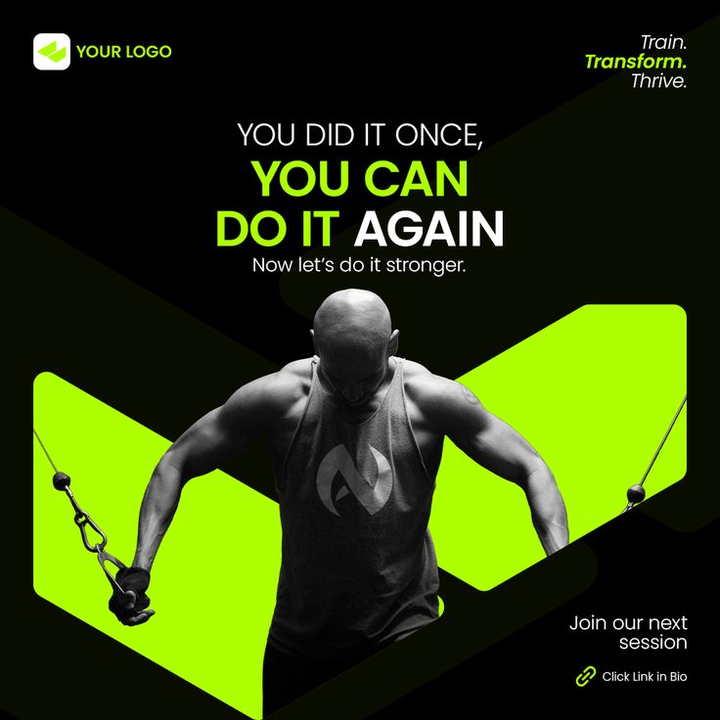 YOUR LOGO
Train.
Transform.
Thrive.
YOU DID IT ONCE,
YOU CAN
DO IT AGAIN
Now let's do it stronger.
Join our next
session
Click Link in Bio